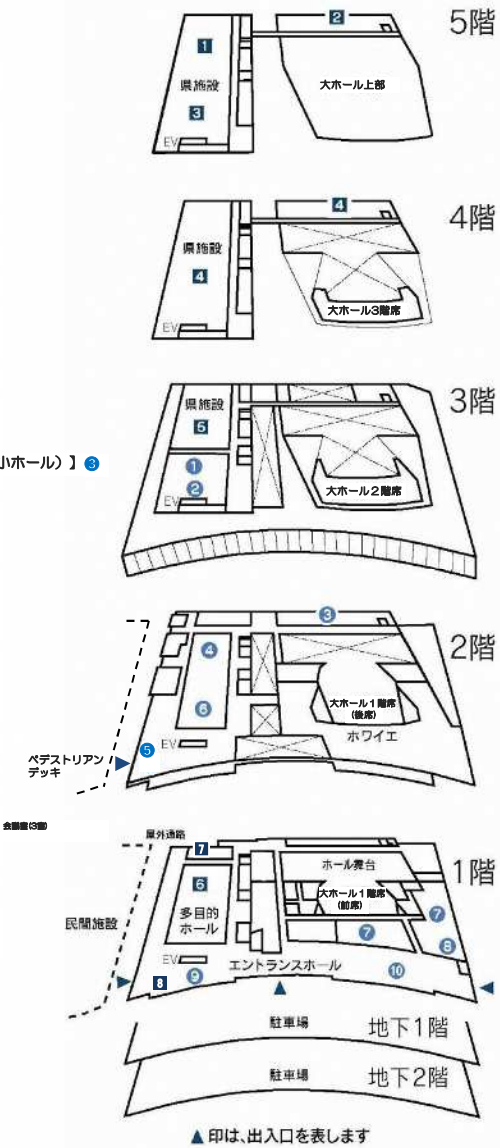 5階
1
2
県施設
大ホール上部
3
EV
4階
4
県施設
4
大ホール3階席
EV
3階
県施設
5
小ホール）】3
1
2
大ホール2階席
EV
2階
3
4
6
大ホール1階席
(後席)
ホワイエ
EV
5
ペデストリアン
デッキ
会議室(3室)
屋外通路
1階
7
ホール舞台
6
大ホール1階席
(前席)
多目的
ホール
民間施設
7
7
8
EV
エントランスホール
8
9
10
駐車場
地下1階
駐車場
地下2階
▲印は、出入口を表します